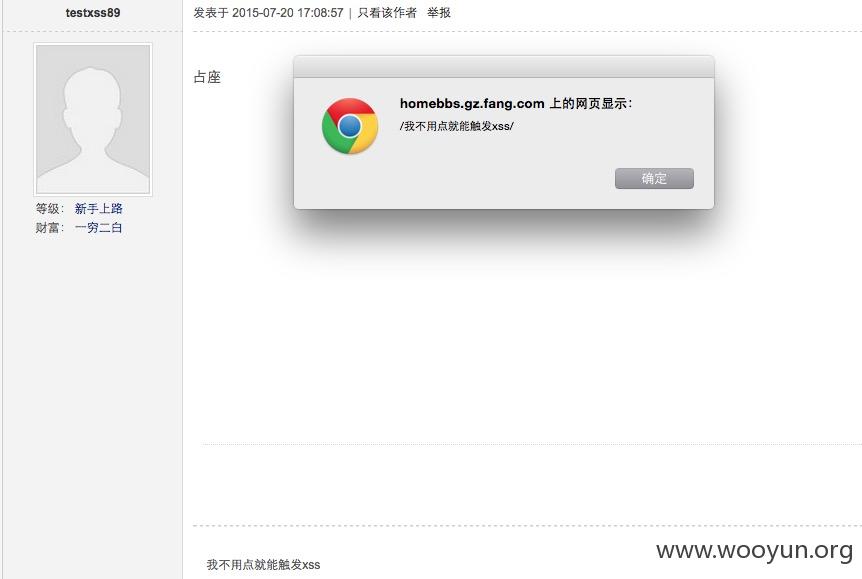 testxss89
发表于 2015-07-20 17:08:57 | 只看该作者 举报
占座
homebbs.gz.fang.com 上的网页显示：
/我不用点就能触发xss/
确定
等级： 新手上路
财富： 一穷二白
www.wooyun.org
我不用点就能触发xss